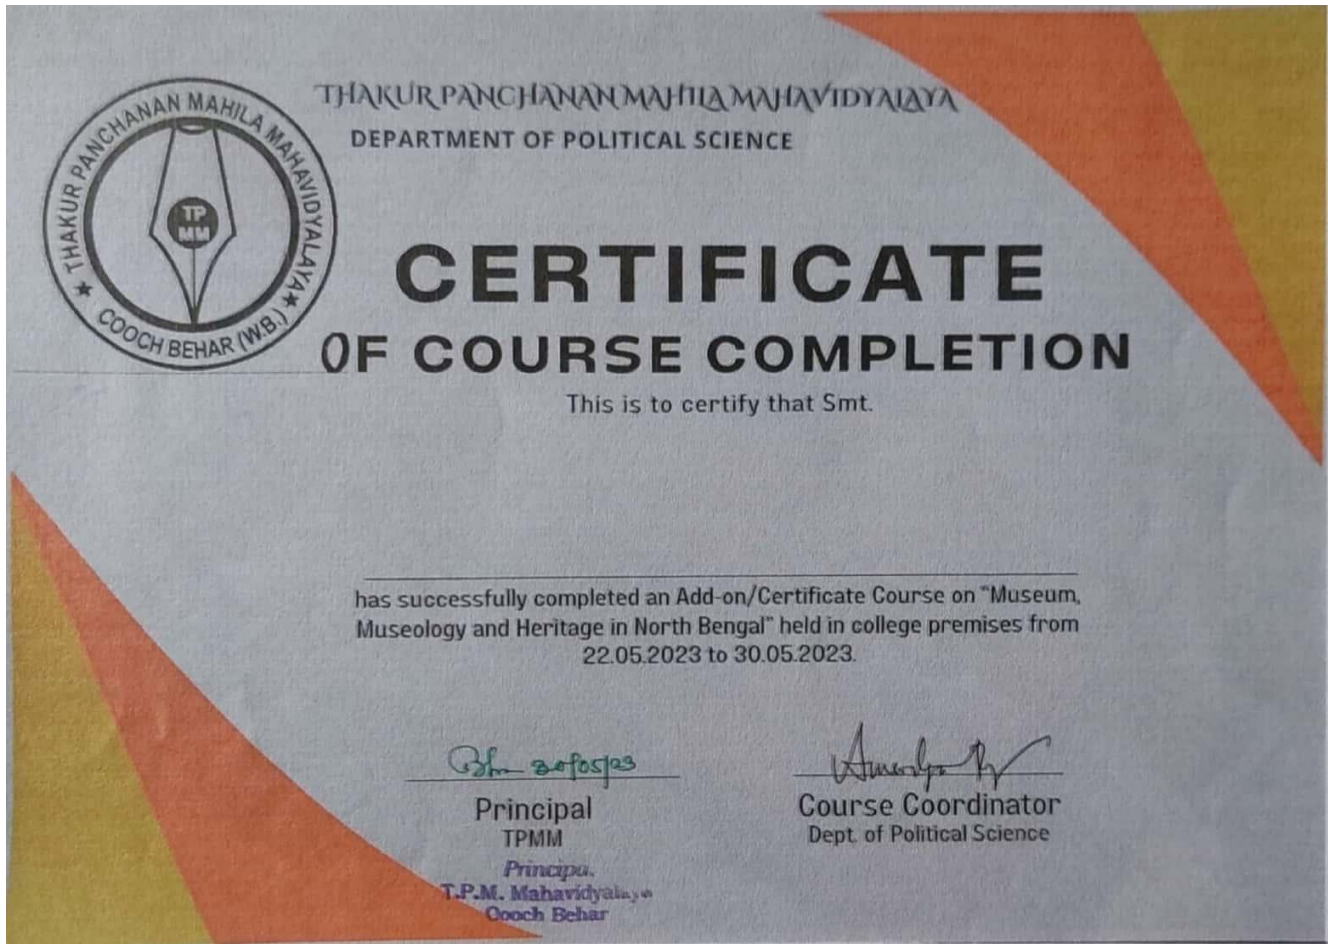 THAKUR PANCHANAN MAHILA MAHAVIDYALAYA
COOCH BEHAR (W.B.)
TP
MM
THAKUR PANCHANAN MAHILA MAHAVIDYALAYA
DEPARTMENT OF POLITICAL SCIENCE
CERTIFICATE
OF COURSE COMPLETION
This is to certify that Smt.
has successfully completed an Add-on/Certificate Course on "Museum,
Museology and Heritage in North Bengal" held in college premises from
22.05.2023 to 30.05.2023.
30/05/23
Principal
TPMM
Principa.
T.P.M. Mahavidyalaya
Cooch Behar
Course Coordinator
Dept. of Political Science